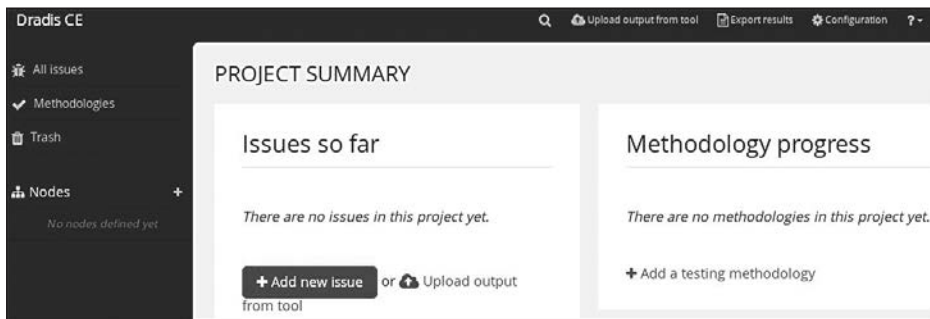 Dradis CE
Upload output from tool
Export results
Configuration
?
All issues
Methodologies
Trash
Nodes
+
No nodes defined yet
PROJECT SUMMARY
Issues so far
There are no issues in this project yet.
+ Add new issue or Upload output
from tool
Methodology progress
There are no methodologies in this project yet.
+ Add a testing methodology